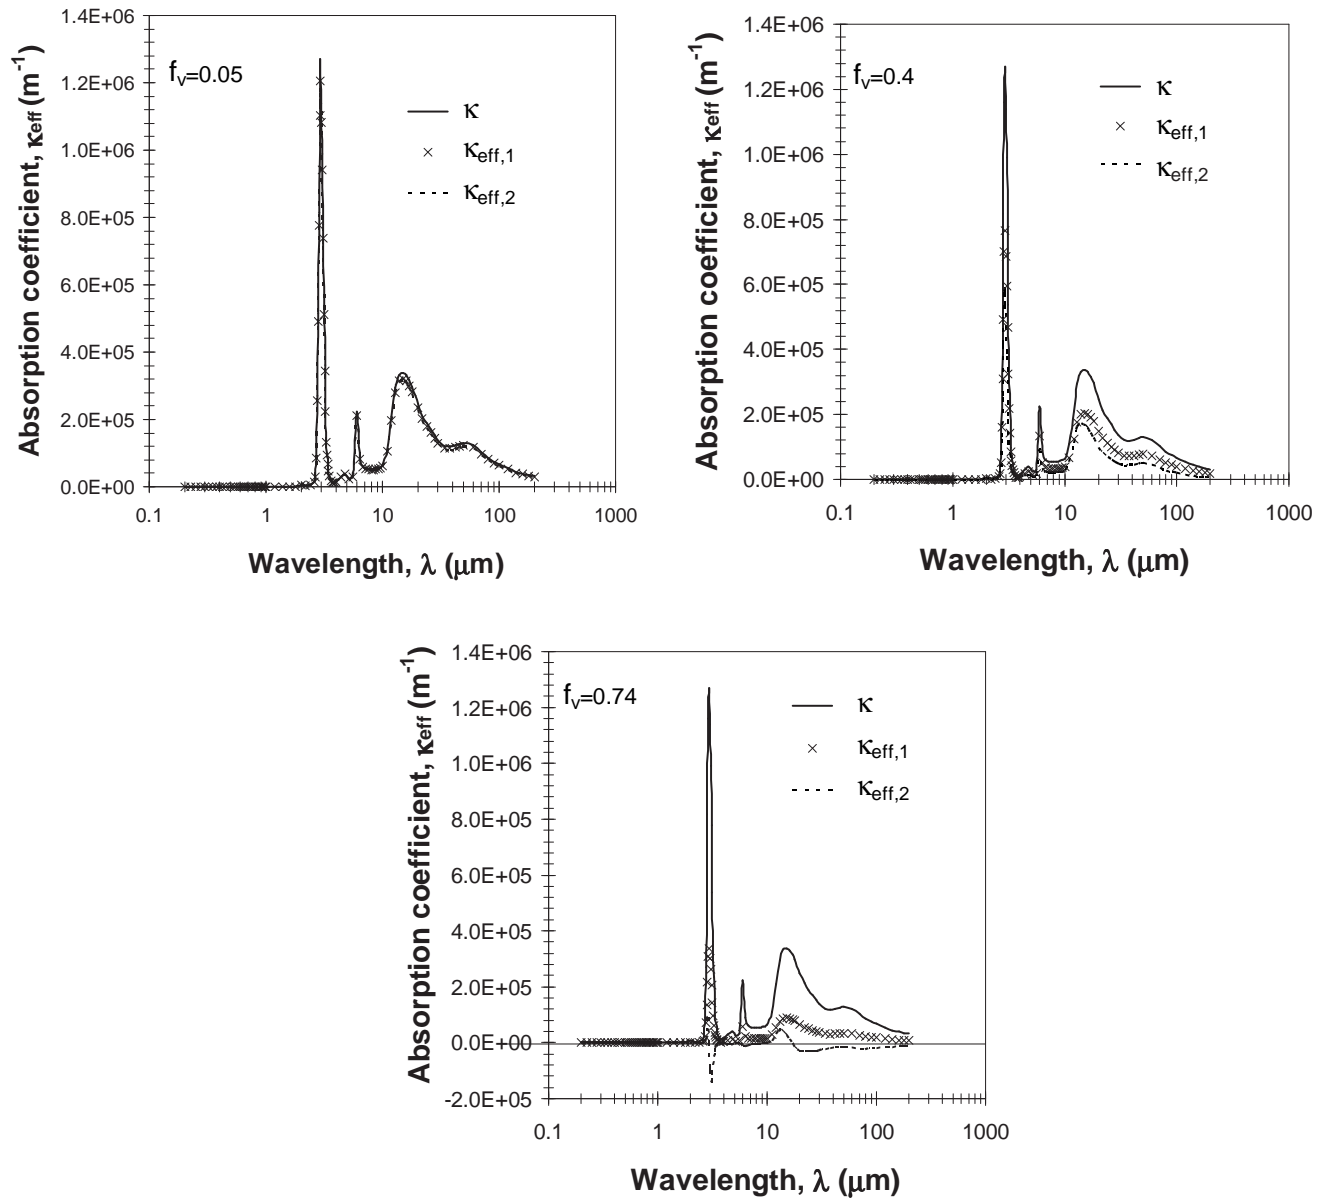 Absorption coefficient, κeff (m-1)
1.4E+06
1.2E+06
1.0E+06
8.0E+05
6.0E+05
4.0E+05
2.0E+05
0.0E+00
fv=0.05
κ
κeff,1
κeff,2
0.1 1 10 100 1000
Wavelength, λ (μm)
Absorption coefficient, κeff (m-1)
1.4E+06
1.2E+06
1.0E+06
8.0E+05
6.0E+05
4.0E+05
2.0E+05
0.0E+00
fv=0.4
κ
κeff,1
κeff,2
0.1 1 10 100 1000
Wavelength, λ (μm)
Absorption coefficient, κeff (m-1)
1.4E+06
1.2E+06
1.0E+06
8.0E+05
6.0E+05
4.0E+05
2.0E+05
0.0E+00
-2.0E+05
fv=0.74
κ
κeff,1
κeff,2
0.1 1 10 100 1000
Wavelength, λ (μm)